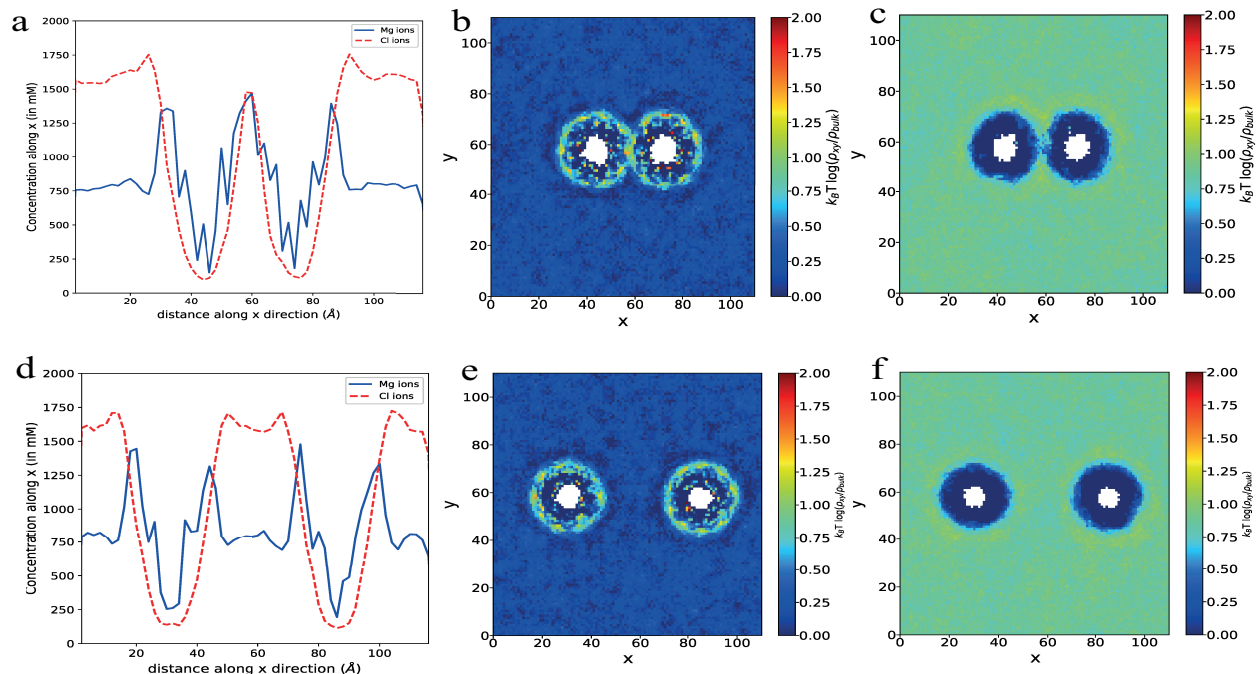 a
2000
1750
1500
1250
1000
750
500
250
0
Concentration along x (in mM)
Mg ions
Cl ions
20 40 60 80 100
distance along x direction (Å)
b
100
80
60
40
20
0
y
0 20 40 60 80 100
x
2.00
1.75
1.50
1.25
1.00
0.75
0.50
0.25
0.00
k_B T log(ρ_xy/ρ_bulk)
c
100
80
60
40
20
0
y
0 20 40 60 80 100
x
2.00
1.75
1.50
1.25
1.00
0.75
0.50
0.25
0.00
k_B T log(ρ_xy/ρ_bulk)
d
2000
1750
1500
1250
1000
750
500
250
0
Concentration along x (in mM)
Mg ions
Cl ions
20 40 60 80 100
distance along x direction (Å)
e
100
80
60
40
20
0
y
0 20 40 60 80 100
x
2.00
1.75
1.50
1.25
1.00
0.75
0.50
0.25
0.00
k_B T log(ρ_xy/ρ_bulk)
f
100
80
60
40
20
0
y
0 20 40 60 80 100
x
2.00
1.75
1.50
1.25
1.00
0.75
0.50
0.25
0.00
k_B T log(ρ_xy/ρ_bulk)